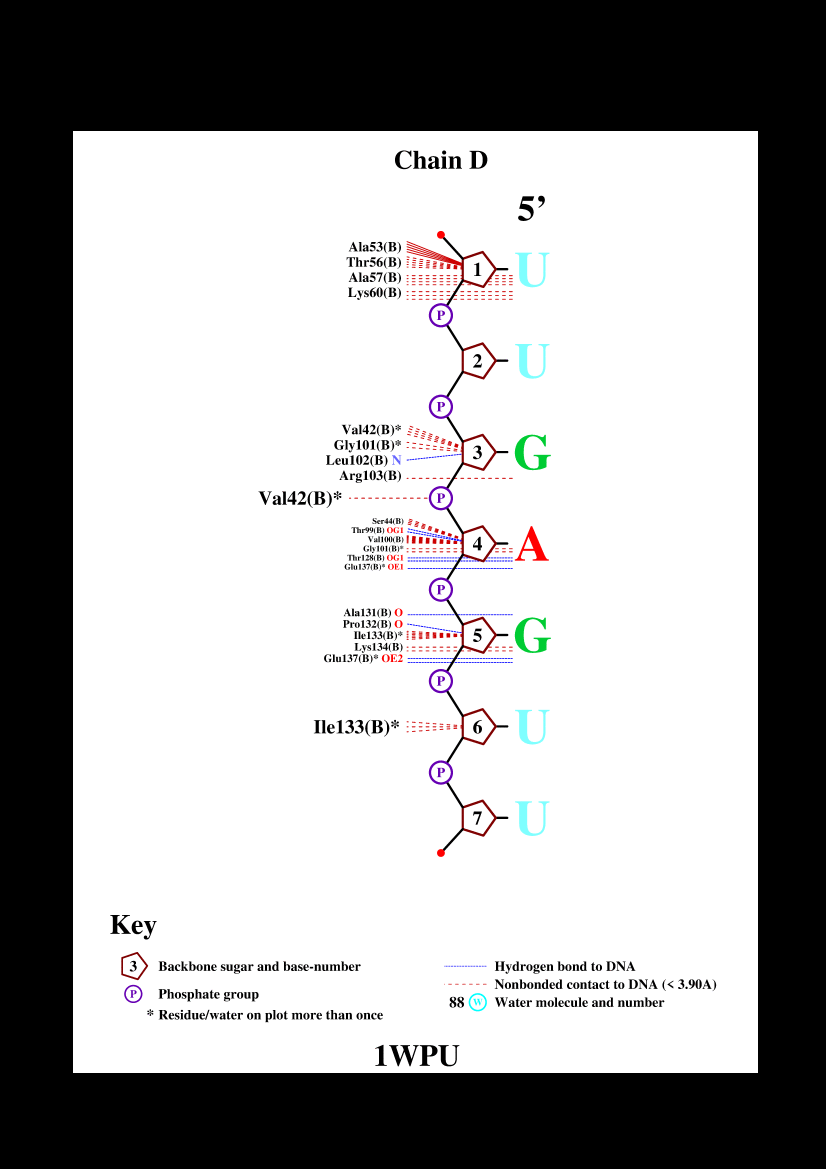 Chain D
5’
Ala53(B)
Thr56(B)
1 U
Ala57(B)
Lys60(B)
P
2 U
P
Val42(B)*
Gly101(B)*
3 G
Leu102(B) N
Arg103(B)
Val42(B)* P
Ser44(B)
Thr99(B) OG1
Val100(B)
4 A
Gly101(B)*
Thr128(B) OG1
Glu137(B)* OE1
P
Ala131(B) O
Pro132(B) O
Ile133(B)* 5 G
Lys134(B)
Glu137(B)* OE2
P
Ile133(B)* 6 U
P
7 U
Key
3 Backbone sugar and base-number
P Phosphate group
* Residue/water on plot more than once
Hydrogen bond to DNA
Nonbonded contact to DNA (< 3.90A)
88 W Water molecule and number
1WPU